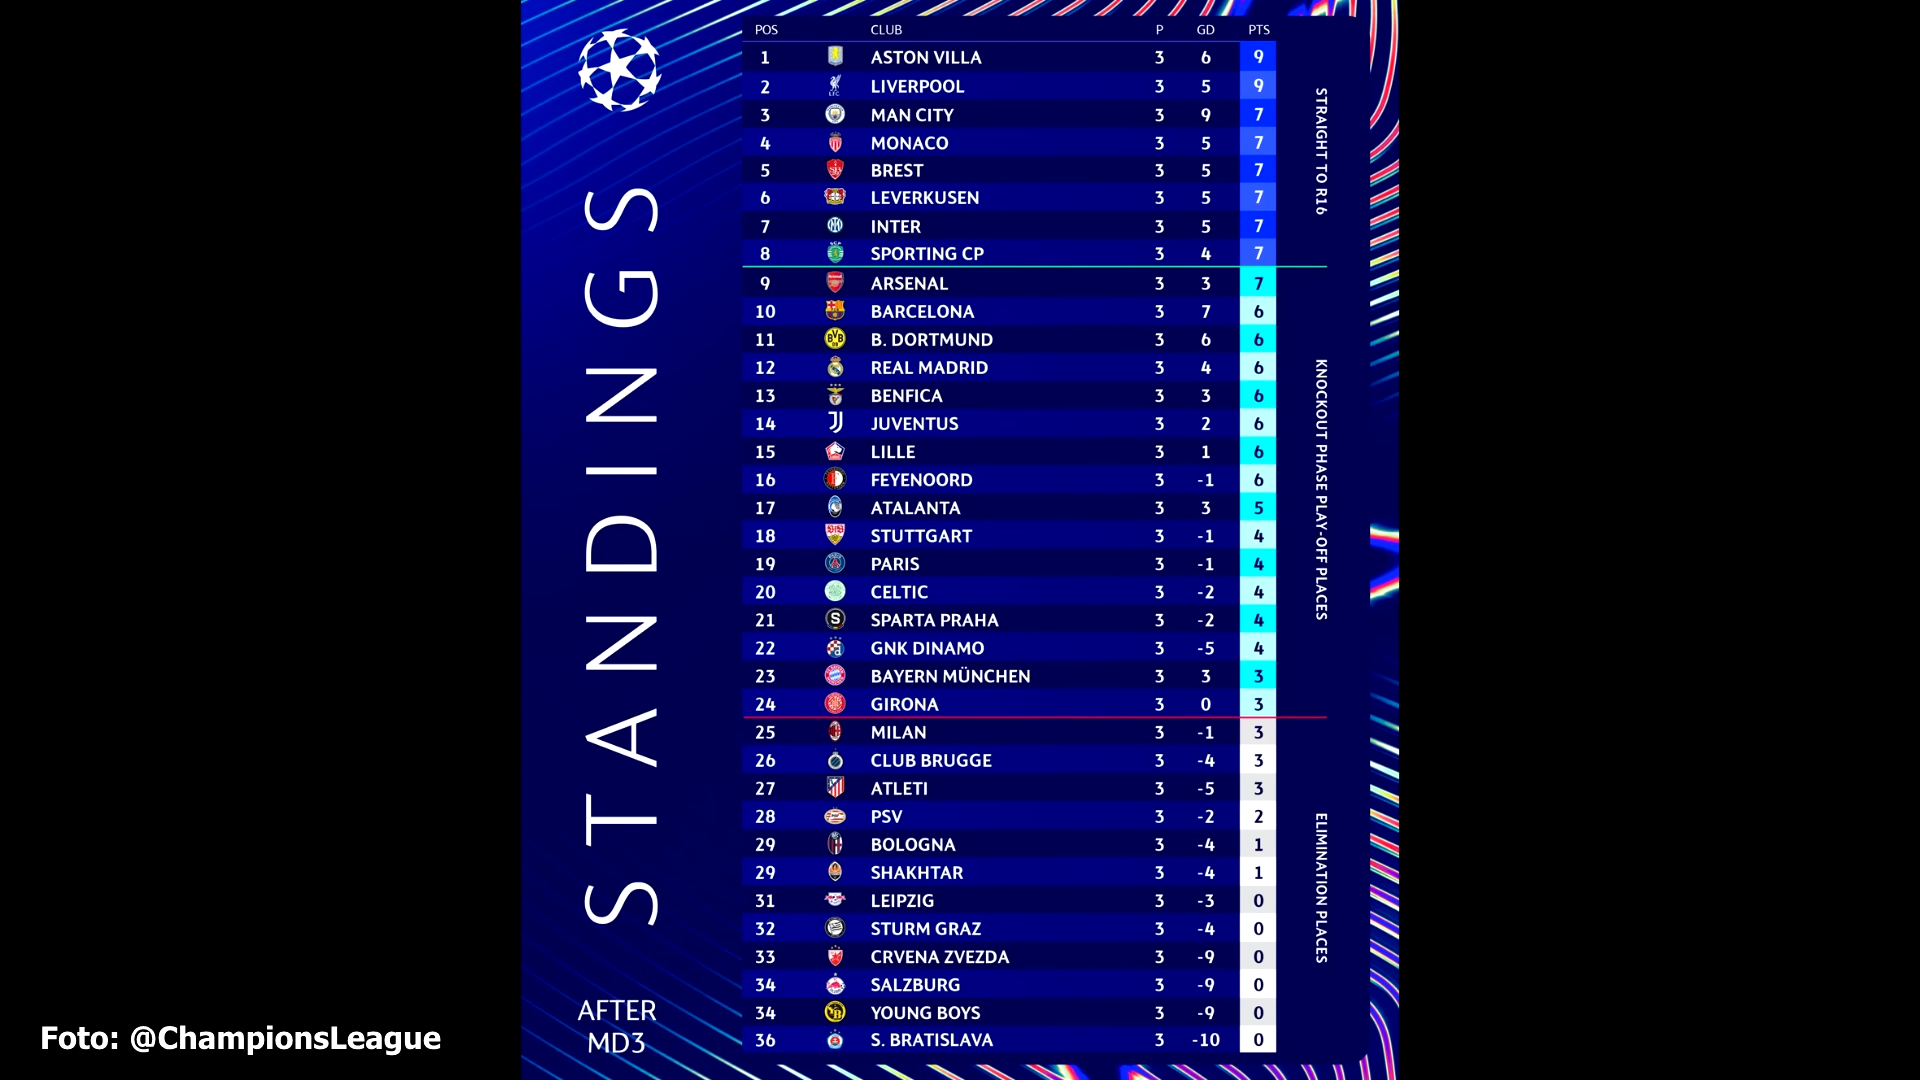 POS CLUB P GD PTS
1 ASTON VILLA 3 6 9
2 LIVERPOOL 3 5 9
3 MAN CITY 3 9 7
4 MONACO 3 5 7
5 BREST 3 5 7
6 LEVERKUSEN 3 5 7
7 INTER 3 5 7
8 SPORTING CP 3 4 7
9 ARSENAL 3 3 7
10 BARCELONA 3 7 6
11 B. DORTMUND 3 6 6
12 REAL MADRID 3 4 6
13 BENFICA 3 3 6
14 JUVENTUS 3 2 6
15 LILLE 3 1 6
16 FEYENOORD 3 -1 6
17 ATALANTA 3 3 5
18 STUTTGART 3 -1 4
19 PARIS 3 -1 4
20 CELTIC 3 -2 4
21 SPARTA PRAHA 3 -2 4
22 GNK DINAMO 3 -5 4
23 BAYERN MÜNCHEN 3 3 3
24 GIRONA 3 0 3
25 MILAN 3 -1 3
26 CLUB BRUGGE 3 -4 3
27 ATLETI 3 -5 3
28 PSV 3 -2 2
29 BOLOGNA 3 -4 1
29 SHAKHTAR 3 -4 1
31 LEIPZIG 3 -3 0
32 STURM GRAZ 3 -4 0
33 CRVENA ZVEZDA 3 -9 0
34 SALZBURG 3 -9 0
34 YOUNG BOYS 3 -9 0
36 S. BRATISLAVA 3 -10 0
STRAIGHT TO R16
KNOCKOUT PHASE PLAY-OFF PLACES
ELIMINATION PLACES
STANDINGS
AFTER
MD3
Foto: @ChampionsLeague